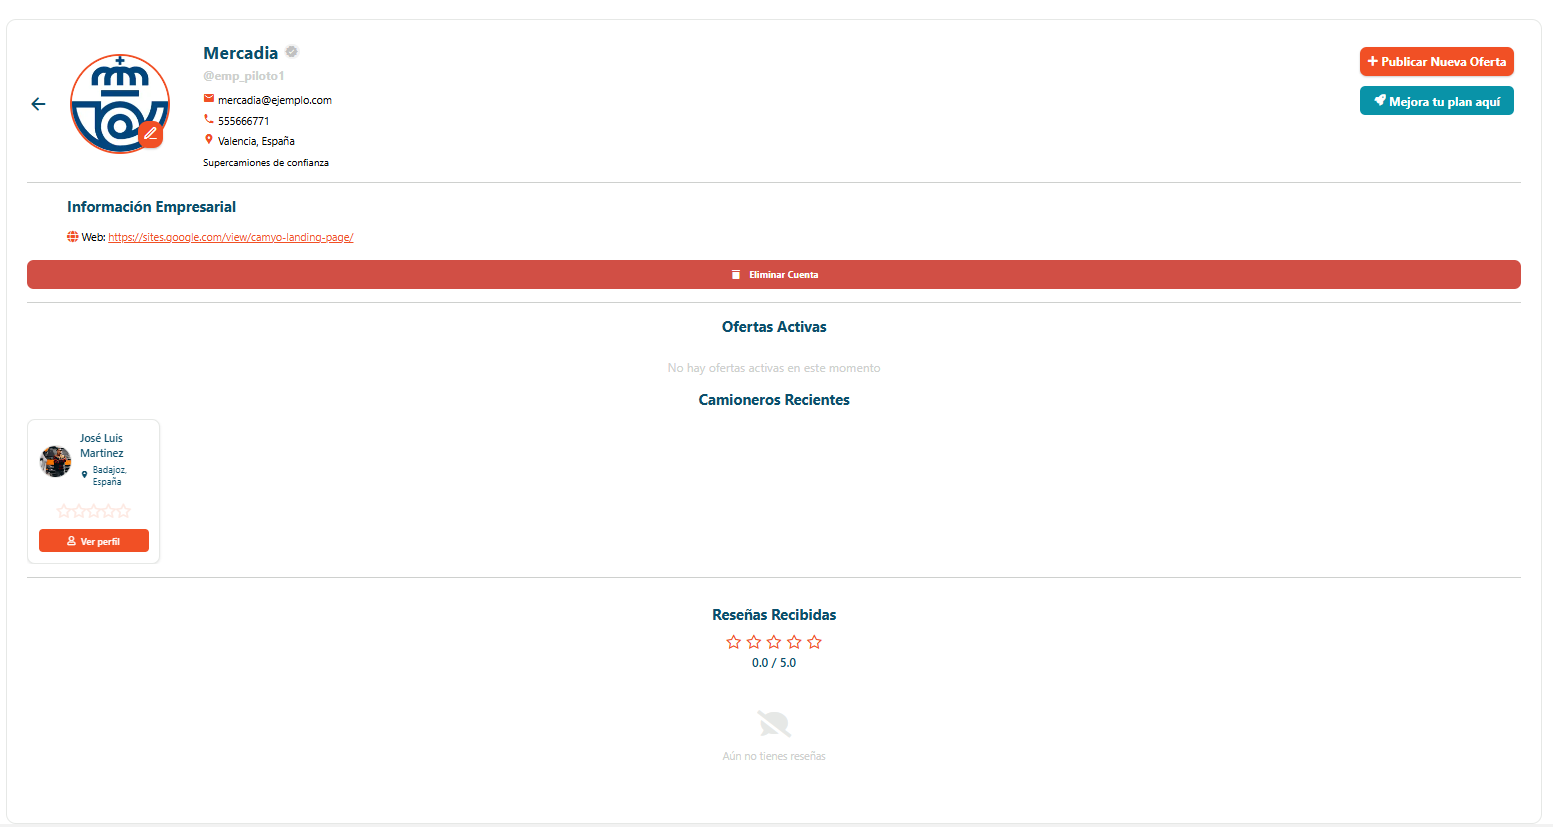 Mercadia
@emp_piloto1
mercadia@ejemplo.com
555666771
Valencia, España
Supercamiones de confianza
+ Publicar Nueva Oferta
Mejora tu plan aquí
Información Empresarial
Web: https://sites.google.com/view/camyo-landing-page/
Eliminar Cuenta
Ofertas Activas
No hay ofertas activas en este momento
Camioneros Recientes
José Luis
Martínez
Badajoz,
España
Ver perfil
Reseñas Recibidas
0.0 / 5.0
Aún no tienes reseñas